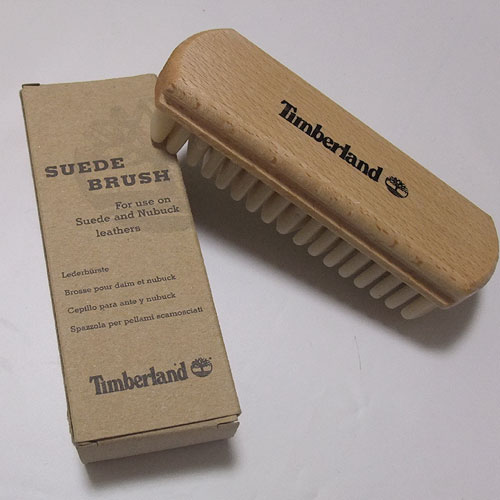 SUEDE
BRUSH
For use on
Suede and Nubuck
leathers
Lederbürste
Brosse pour daim et nubuck
Cepillo para ante y nubuck
Spazzola per pellami scamosciati
Timberland
Timberland